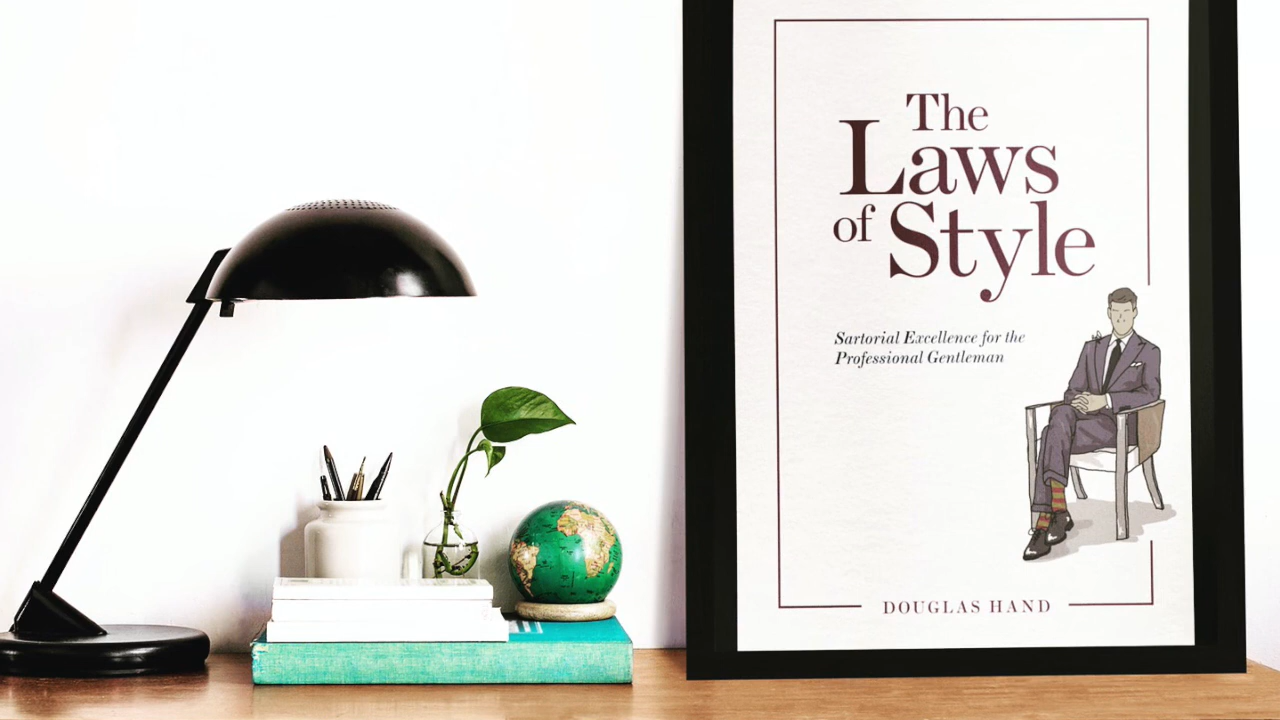 The
Laws
of Style
Sartorial Excellence for the
Professional Gentleman
DOUGLAS HAND